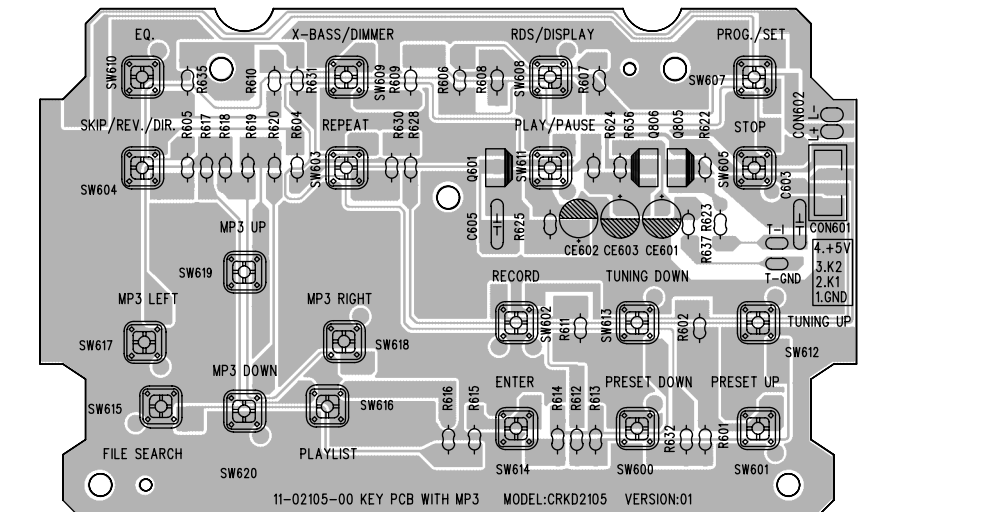 EQ.
X-BASS/DIMMER
RDS/DISPLAY
PROG./SET
SW610
R635
R610
R631
SW609
R609
R606
R608
SW608
R607
SW607
CON602
L-
L+
SKIP/REV./DIR.
R605
R617
R618
R619
R620
R604
REPEAT
R630
R628
PLAY/PAUSE
R624
R636
Q806
Q805
R622
STOP
SW604
SW603
Q601
SW611
SW605
C603
CON601
C605
R625
CE602
CE603
CE601
R637
R623
T-1
T-GND
4.+5V
3.K2
2.K1
1.GND
MP3 UP
SW619
MP3 LEFT
MP3 RIGHT
RECORD
TUNING DOWN
TUNING UP
SW617
SW618
SW602
R611
SW613
R602
SW612
MP3 DOWN
ENTER
PRESET DOWN
PRESET UP
SW615
SW616
R616
R615
R614
R612
R613
R632
R601
FILE SEARCH
SW620
PLAYLIST
SW614
SW600
SW601
11-02105-00 KEY PCB WITH MP3 MODEL:CRKD2105 VERSION:01